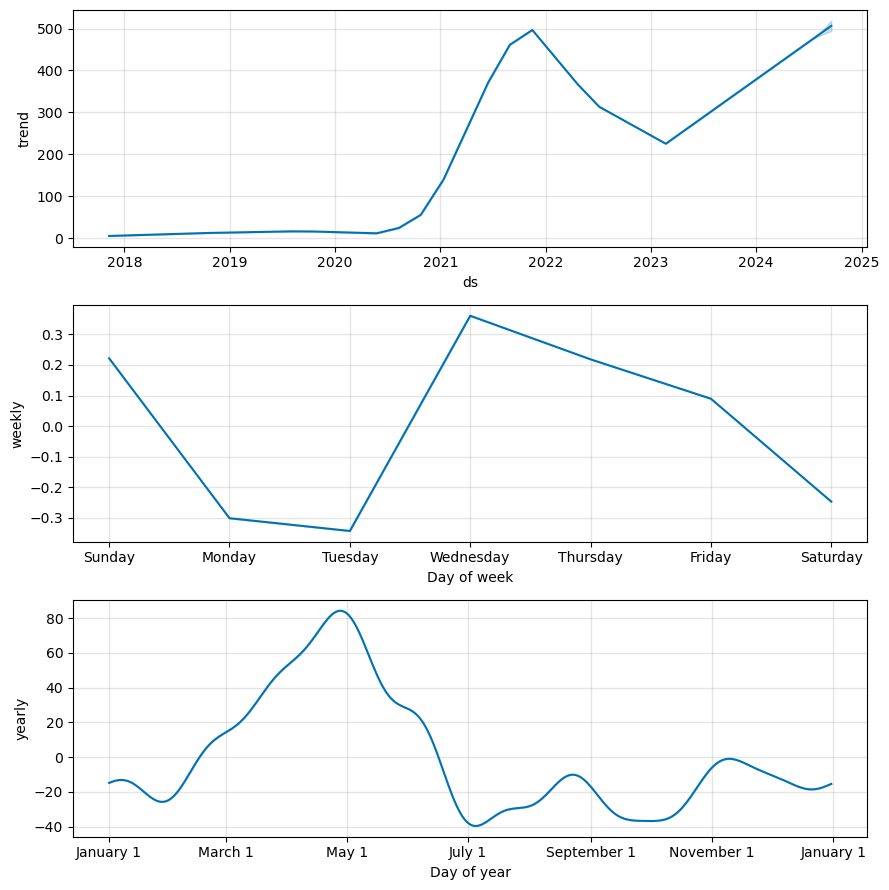 500
400
300
200
100
0
trend
2018 2019 2020 2021 2022 2023 2024 2025
ds
0.3
0.2
0.1
0.0
−0.1
−0.2
−0.3
weekly
Sunday Monday Tuesday Wednesday Thursday Friday Saturday
Day of week
80
60
40
20
0
−20
−40
yearly
January 1 March 1 May 1 July 1 September 1 November 1 January 1
Day of year